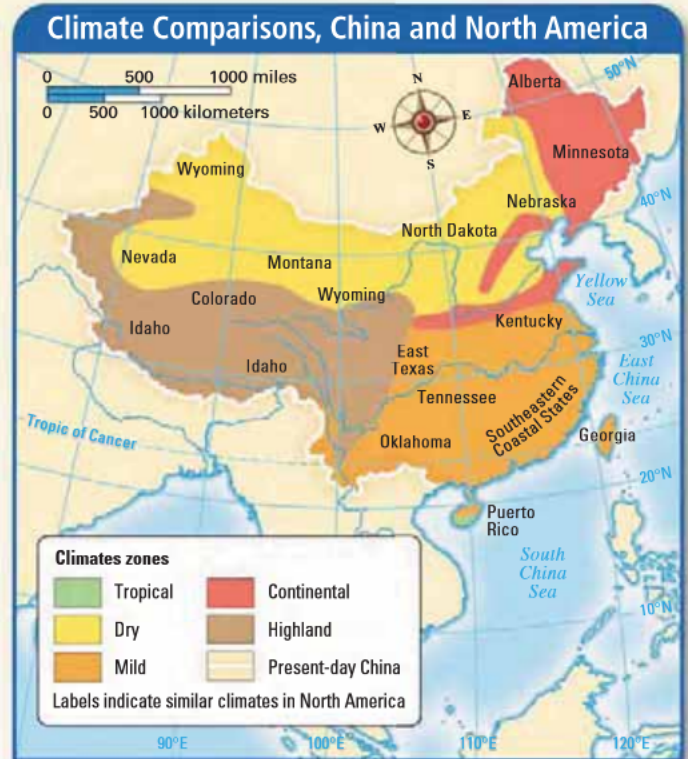 Climate Comparisons, China and North America
0 500 1000 miles
0 500 1000 kilometers
N
W
E
S
50°N
Alberta
Minnesota
Wyoming
Nebraska
40°N
North Dakota
Nevada
Montana
Colorado
Wyoming
Yellow
Sea
Idaho
Kentucky
30°N
East
Texas
Idaho
East
China
Sea
Tennessee
Southeastern
Coastal States
Tropic of Cancer
Oklahoma
Georgia
20°N
Puerto
Rico
South
China
Sea
10°N
Climates zones
Tropical
Continental
Dry
Highland
Mild
Present-day China
Labels indicate similar climates in North America
90°E
100°E
110°E
120°E